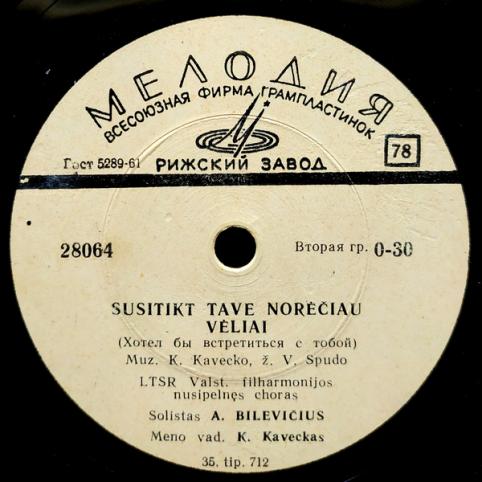 МЕЛОДИЯ
ВСЕСОЮЗНАЯ ФИРМА ГРАМПЛАСТИНОК
Гост 5289-61 РИЖСКИЙ ЗАВОД 78
28064 Вторая гр. 0-30
SUSITIKT TAVE NORĖČIAU
VĖLIAI
(Хотел бы встретиться с тобой)
Muz. K. Kavecko, ž. V. Spudo
LTSR Valst. filharmonijos
nusipelnęs choras
Solistas A. BILEVIČIUS
Meno vad. K. Kaveckas
35. tip. 712